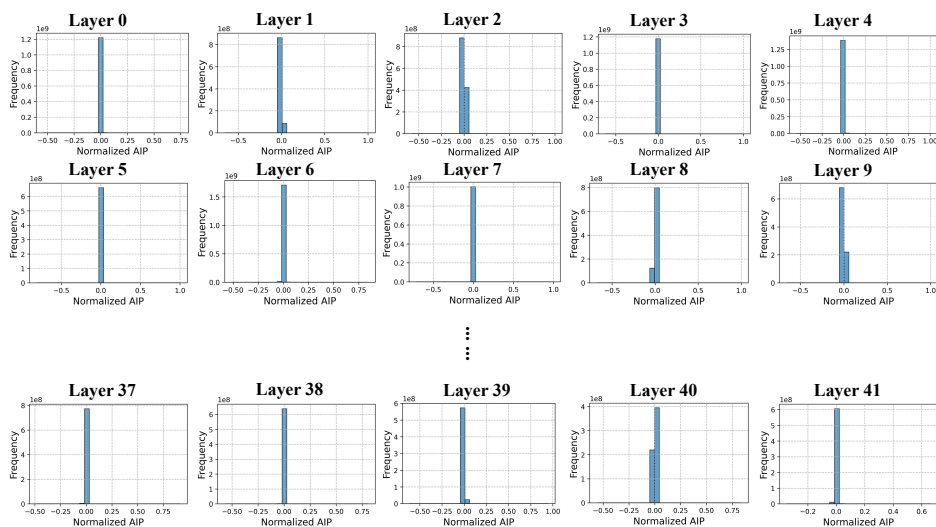 Layer 0
1e9
1.2
1.0
0.8
0.6
0.4
0.2
0.0
Frequency
−0.50 −0.25 0.00 0.25 0.50 0.75
Normalized AIP
Layer 1
1e8
8
6
4
2
0
Frequency
−0.5 0.0 0.5 1.0
Normalized AIP
Layer 2
1e8
8
6
4
2
0
Frequency
−0.50 −0.25 0.00 0.25 0.50 0.75 1.00
Normalized AIP
Layer 3
1e9
1.2
1.0
0.8
0.6
0.4
0.2
0.0
Frequency
−0.5 0.0 0.5 1.0
Normalized AIP
Layer 4
1e9
1.25
1.00
0.75
0.50
0.25
0.00
Frequency
−0.50 −0.25 0.00 0.25 0.50 0.75 1.00
Normalized AIP
Layer 5
1e8
6
5
4
3
2
1
0
Frequency
−0.5 0.0 0.5 1.0
Normalized AIP
Layer 6
1e9
1.5
1.0
0.5
0.0
Frequency
−0.50 −0.25 0.00 0.25 0.50 0.75
Normalized AIP
Layer 7
1e9
1.0
0.8
0.6
0.4
0.2
0.0
Frequency
−0.5 0.0 0.5 1.0
Normalized AIP
Layer 8
1e8
8
6
4
2
0
Frequency
−0.5 0.0 0.5 1.0
Normalized AIP
Layer 9
1e8
6
4
2
0
Frequency
−0.5 0.0 0.5 1.0
Normalized AIP
Layer 37
1e8
8
6
4
2
0
Frequency
−0.50 −0.25 0.00 0.25 0.50 0.75
Normalized AIP
Layer 38
1e8
6
5
4
3
2
1
0
Frequency
−0.50 −0.25 0.00 0.25 0.50 0.75
Normalized AIP
Layer 39
1e8
6
5
4
3
2
1
0
Frequency
−0.50 −0.25 0.00 0.25 0.50 0.75 1.00
Normalized AIP
Layer 40
1e8
4
3
2
1
0
Frequency
−0.50 −0.25 0.00 0.25 0.50 0.75
Normalized AIP
Layer 41
1e8
6
5
4
3
2
1
0
Frequency
−0.2 0.0 0.2 0.4 0.6
Normalized AIP